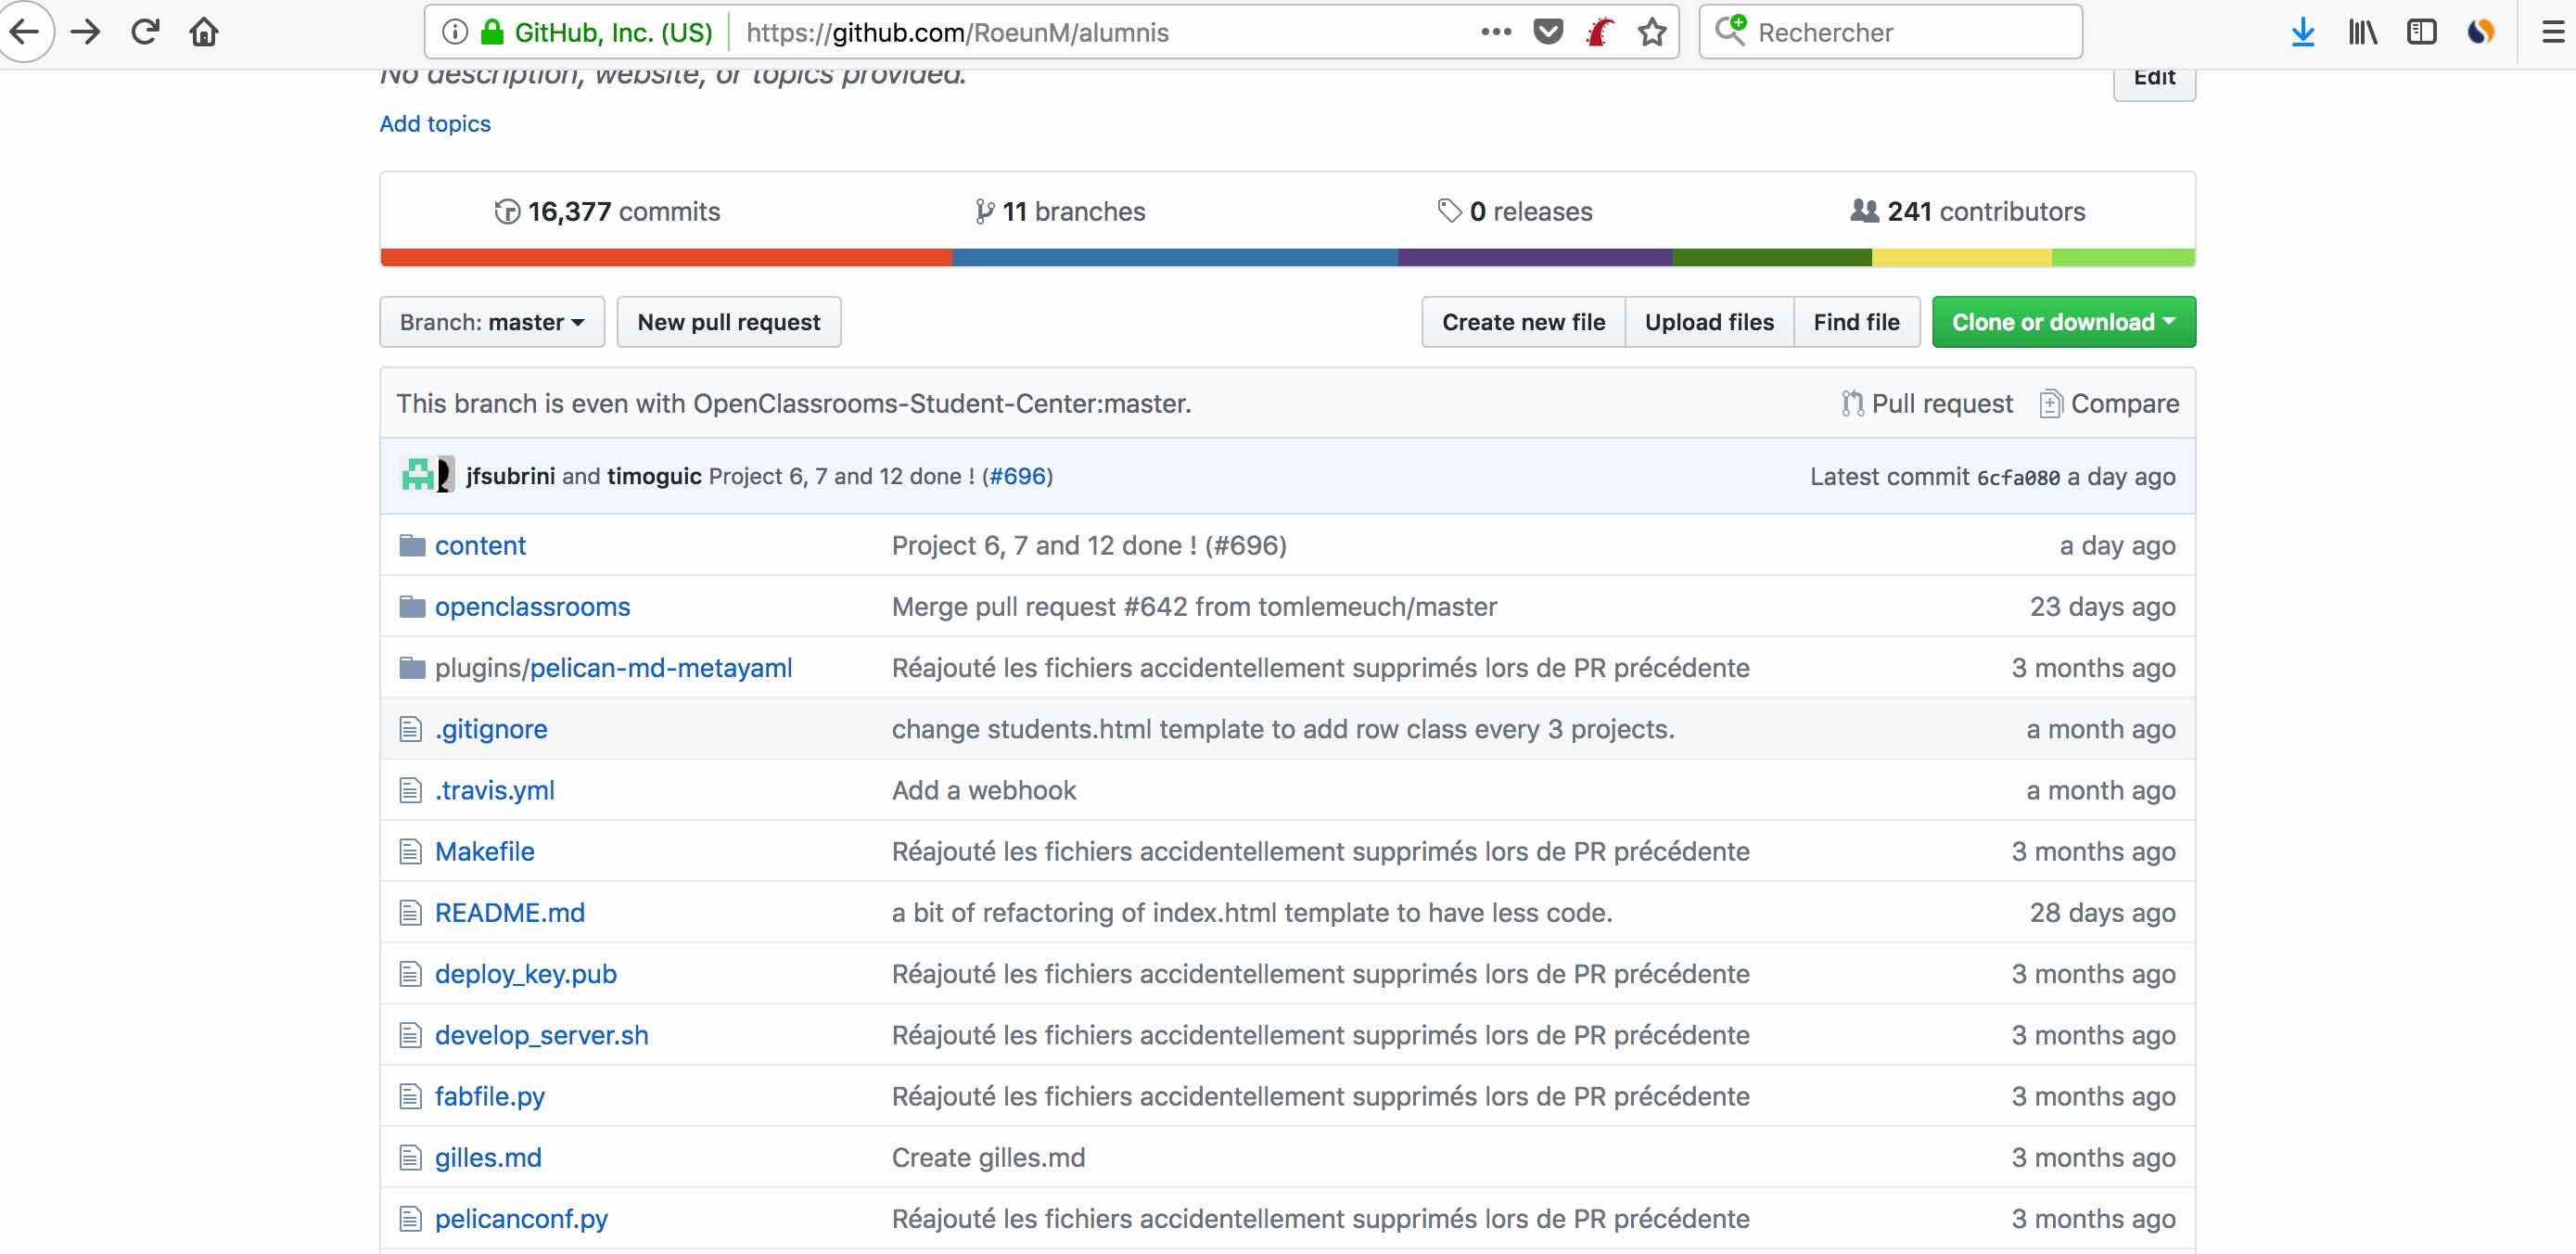 GitHub, Inc. (US) https://github.com/RoeunM/alumnis Rechercher
No description, website, or topics provided. Edit
Add topics
16,377 commits 11 branches 0 releases 241 contributors
Branch: master New pull request Create new file Upload files Find file Clone or download
This branch is even with OpenClassrooms-Student-Center:master. Pull request Compare
jfsubrini and timoguic Project 6, 7 and 12 done ! (#696) Latest commit 6cfa080 a day ago
content Project 6, 7 and 12 done ! (#696) a day ago
openclassrooms Merge pull request #642 from tomlemeuch/master 23 days ago
plugins/pelican-md-metayaml Réajouté les fichiers accidentellement supprimés lors de PR précédente 3 months ago
.gitignore change students.html template to add row class every 3 projects. a month ago
.travis.yml Add a webhook a month ago
Makefile Réajouté les fichiers accidentellement supprimés lors de PR précédente 3 months ago
README.md a bit of refactoring of index.html template to have less code. 28 days ago
deploy_key.pub Réajouté les fichiers accidentellement supprimés lors de PR précédente 3 months ago
develop_server.sh Réajouté les fichiers accidentellement supprimés lors de PR précédente 3 months ago
fabfile.py Réajouté les fichiers accidentellement supprimés lors de PR précédente 3 months ago
gilles.md Create gilles.md 3 months ago
pelicanconf.py Réajouté les fichiers accidentellement supprimés lors de PR précédente 3 months ago